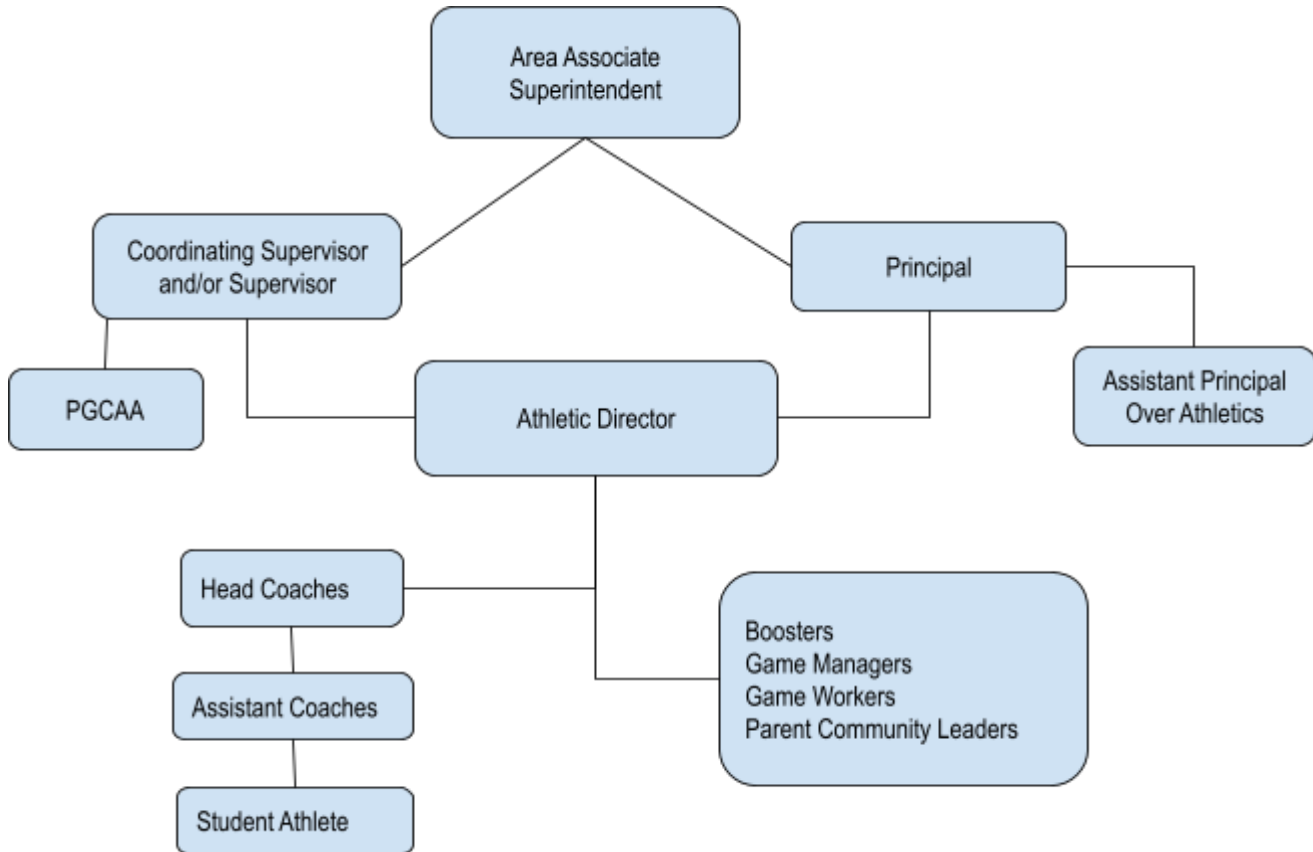 Area Associate
Superintendent
Coordinating Supervisor
and/or Supervisor
Principal
PGCAA
Athletic Director
Assistant Principal
Over Athletics
Head Coaches
Boosters
Game Managers
Game Workers
Parent Community Leaders
Assistant Coaches
Student Athlete